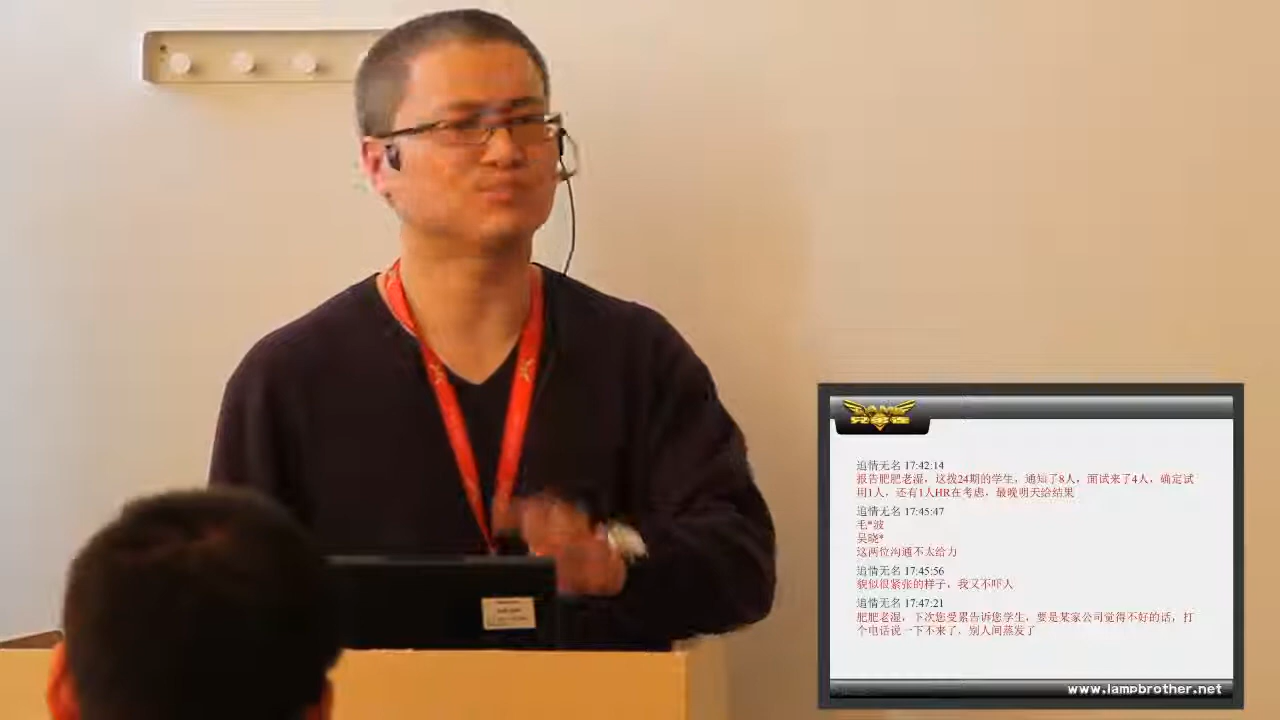 LAMP
兄弟连
追情无名 17:42:14
报告肥肥老湿，这拨24期的学生，通知了8人，面试来了4人，确定试
用1人，还有1人HR在考虑，最晚明天给结果
追情无名 17:45:47
毛*波
吴晓*
这两位沟通不太给力
追情无名 17:45:56
貌似很紧张的样子，我又不吓人
追情无名 17:47:21
肥肥老湿，下次您受累告诉您学生，要是某家公司觉得不好的话，打
个电话说一下不来了，别人间蒸发了
www.lampbrother.net